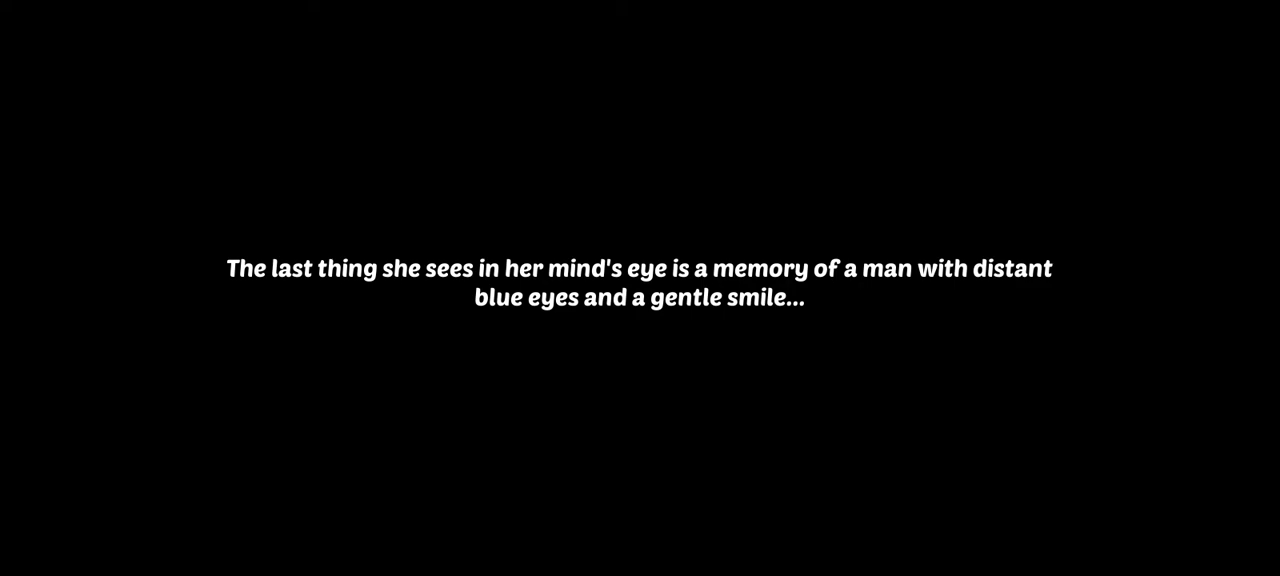 The last thing she sees in her mind's eye is a memory of a man with distant
blue eyes and a gentle smile...